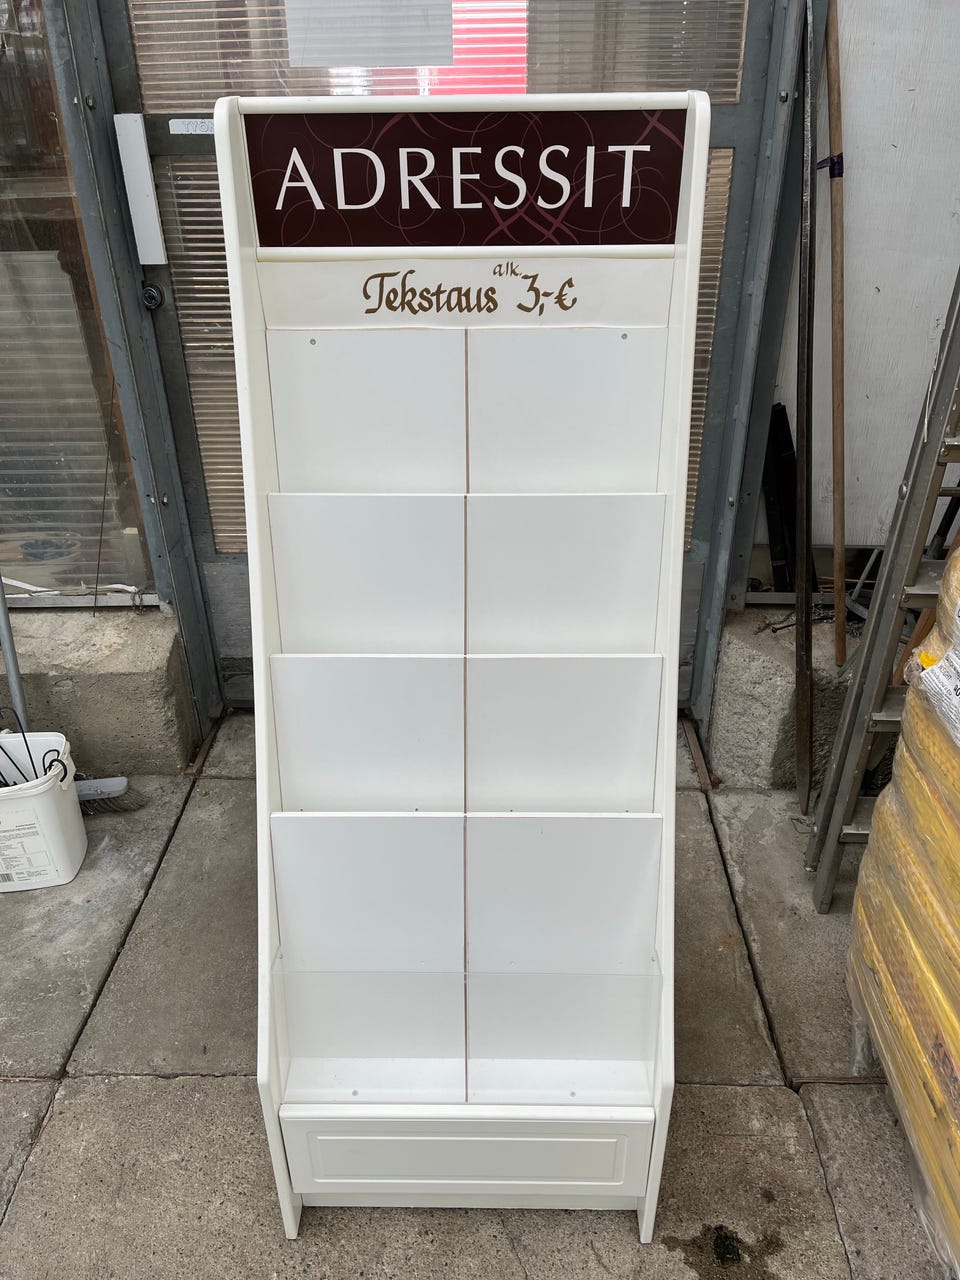 ADRESSIT
alk.
Tekstaus 3,-€